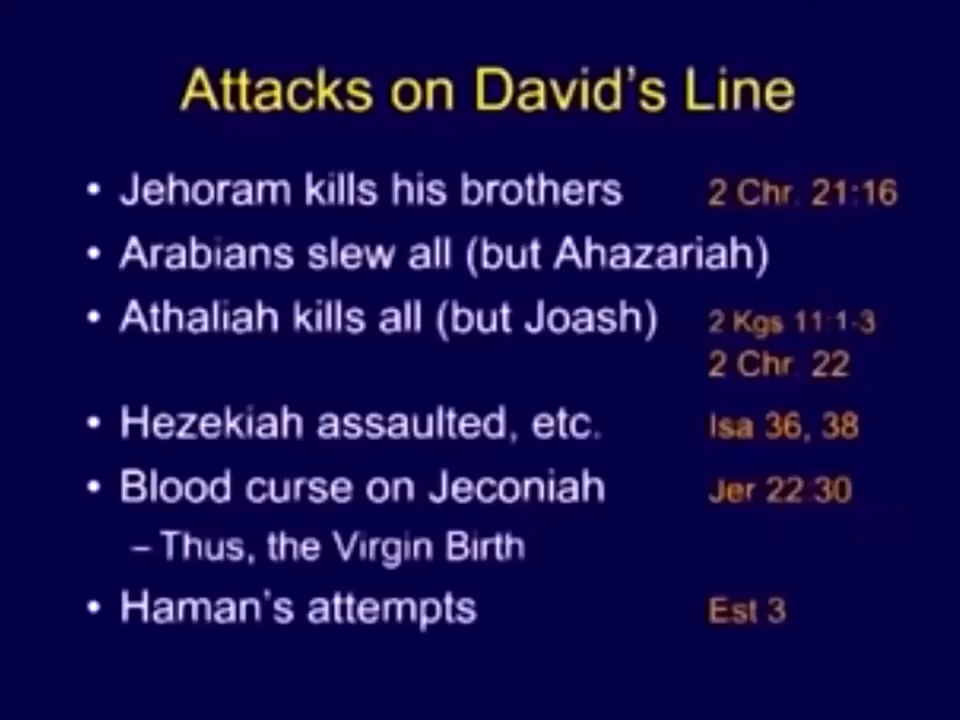 Attacks on David's Line
• Jehoram kills his brothers 2 Chr. 21:16
• Arabians slew all (but Ahazariah)
• Athaliah kills all (but Joash) 2 Kgs 11:1-3
2 Chr. 22
• Hezekiah assaulted, etc. Isa 36, 38
• Blood curse on Jeconiah Jer 22:30
– Thus, the Virgin Birth
• Haman's attempts Est 3